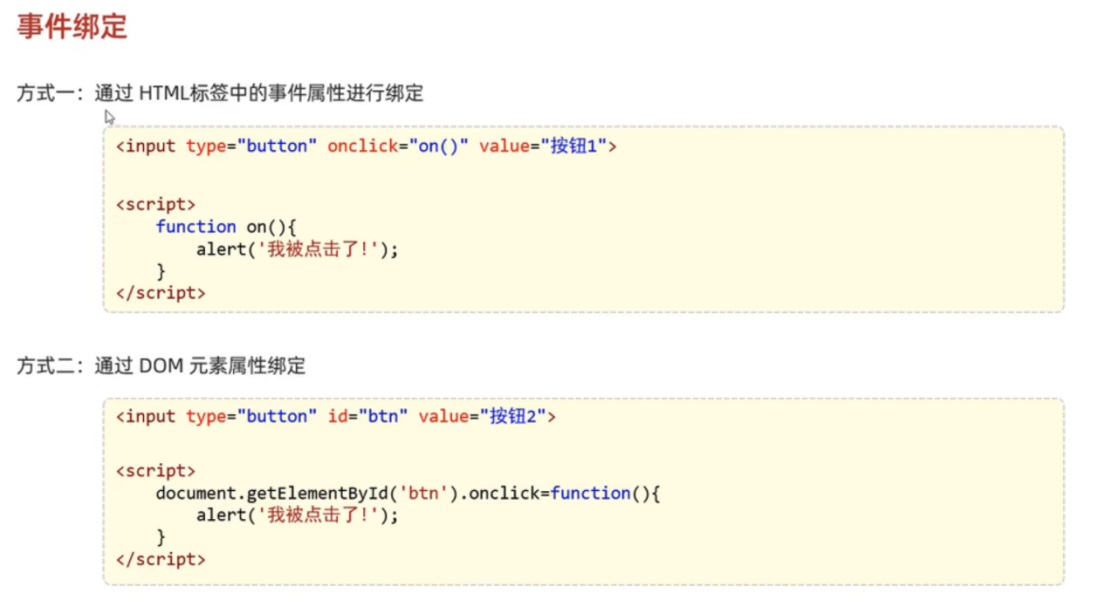 事件绑定
方式一：通过 HTML标签中的事件属性进行绑定
<input type="button" onclick="on()" value="按钮1">
<script>
    function on(){
        alert('我被点击了!');
    }
</script>
方式二：通过 DOM 元素属性绑定
<input type="button" id="btn" value="按钮2">
<script>
    document.getElementById('btn').onclick=function(){
        alert('我被点击了!');
    }
</script>